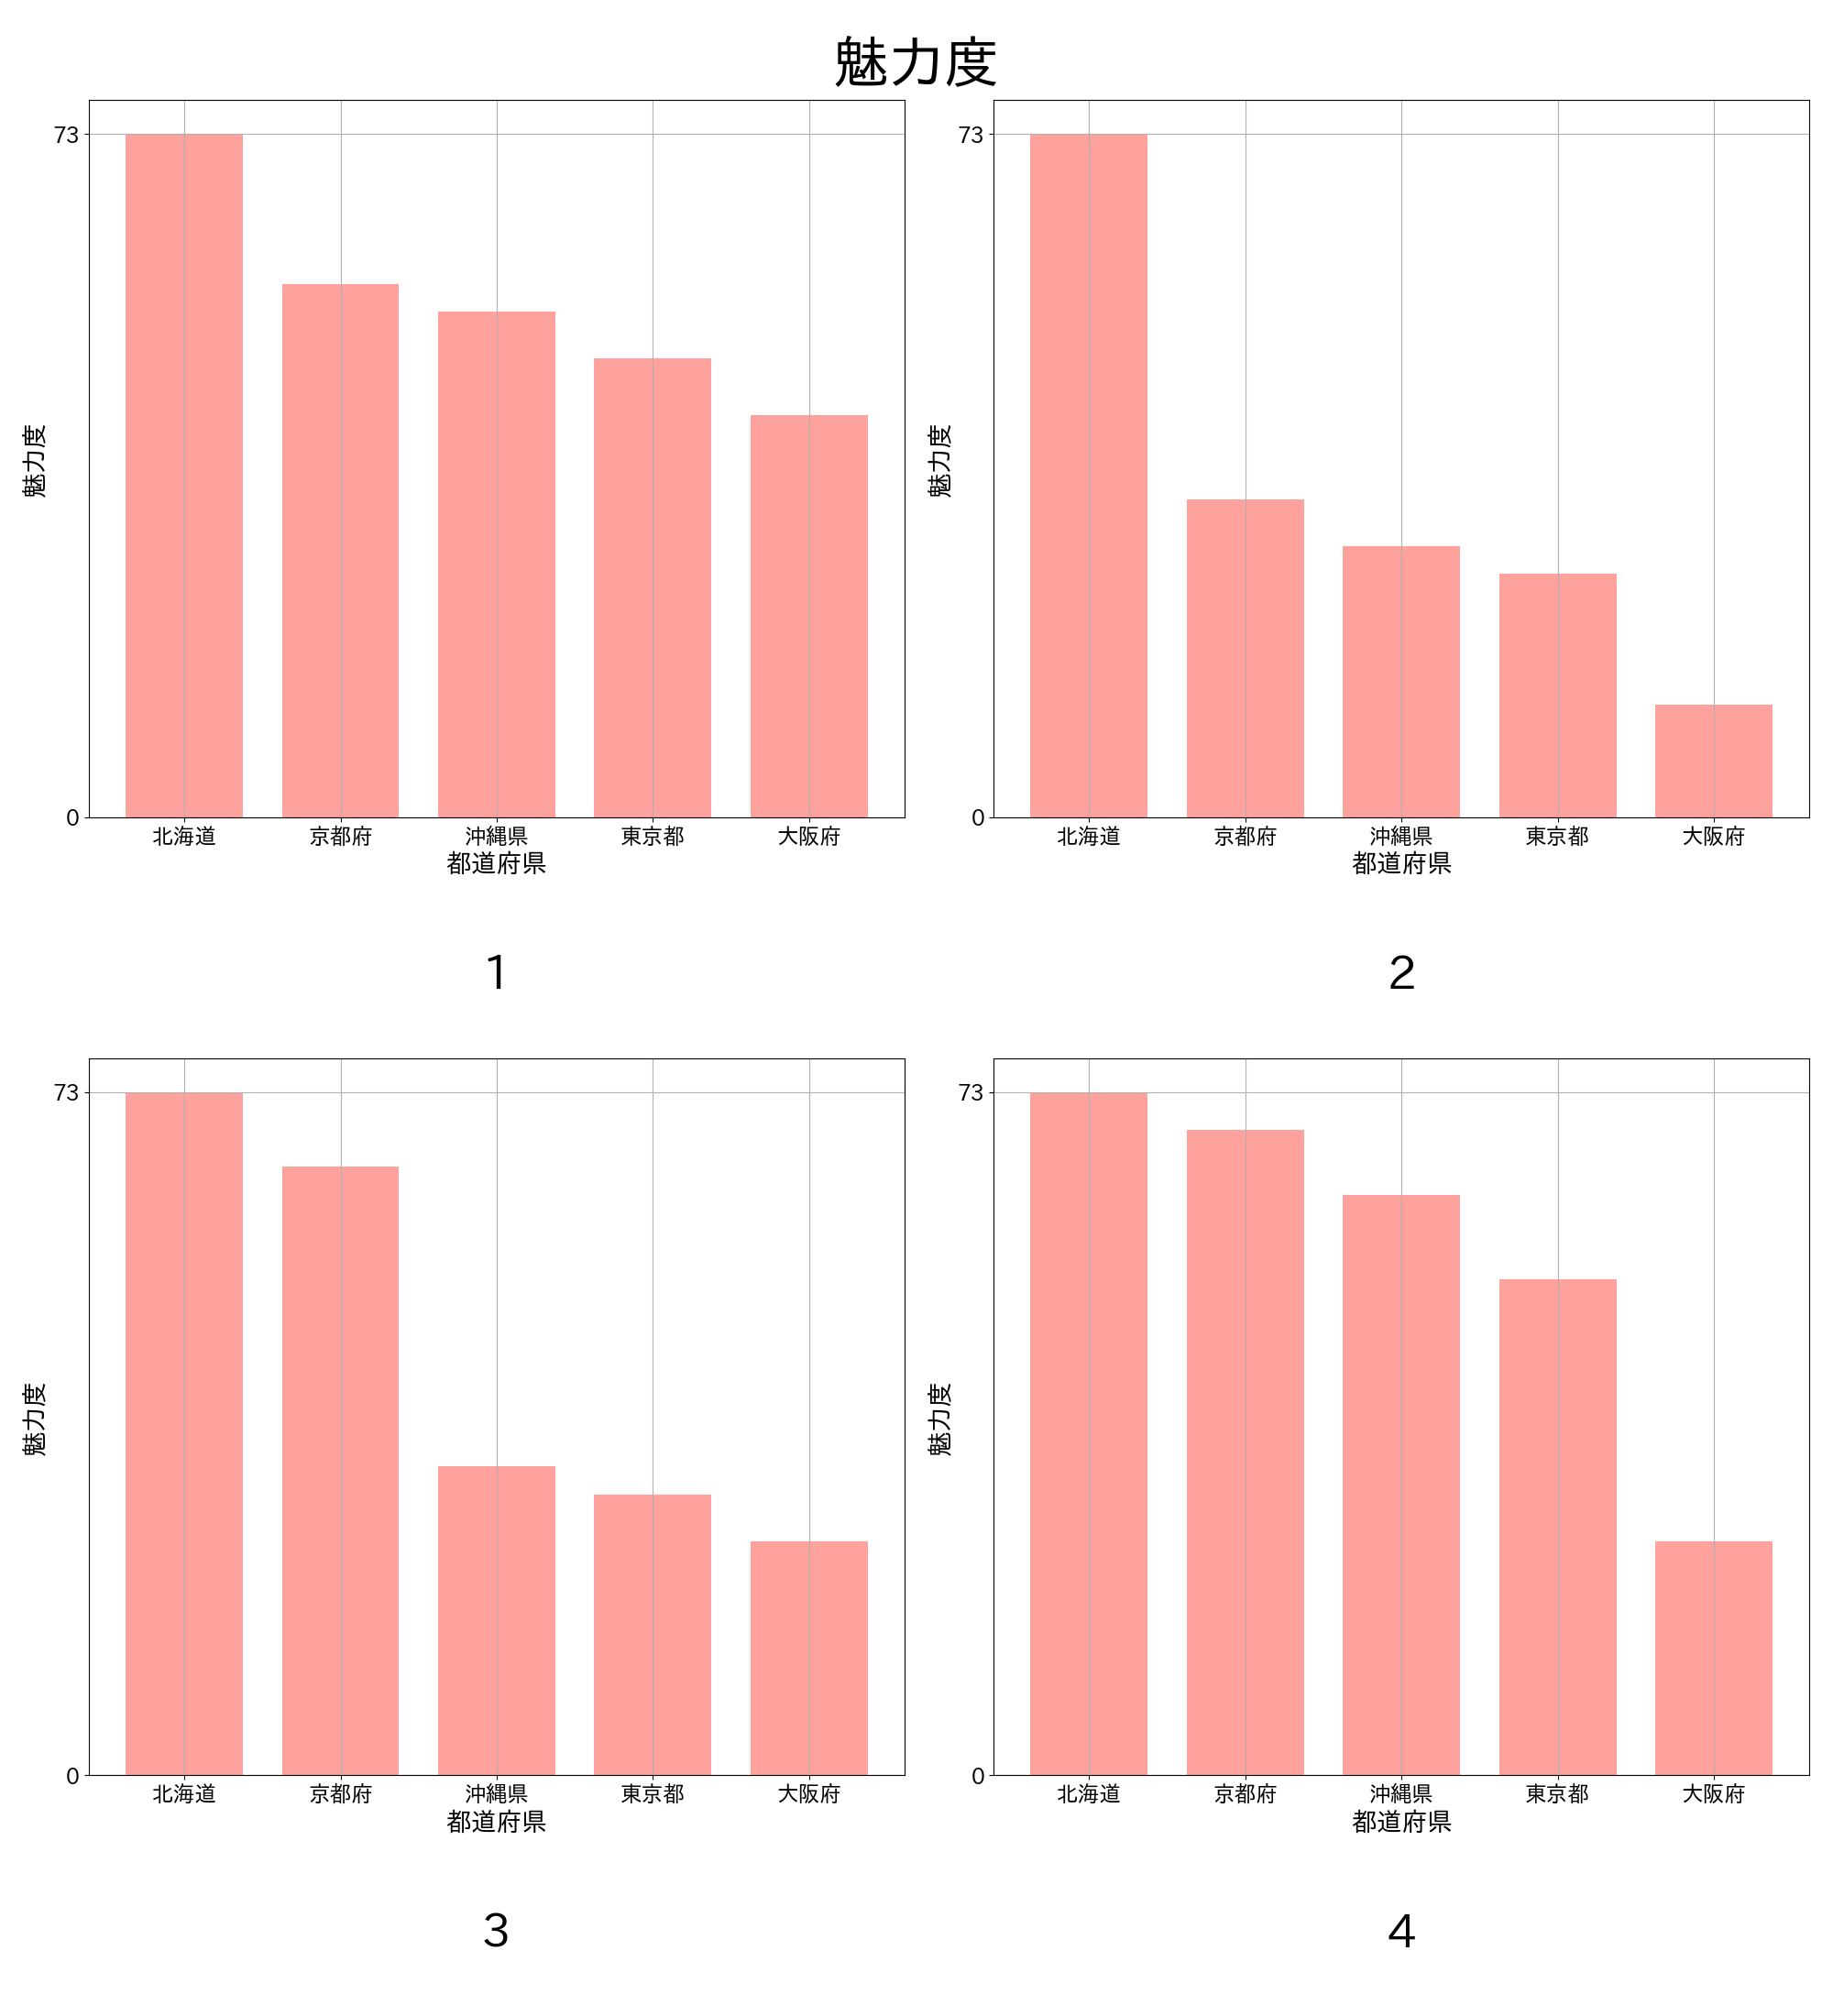 魅力度
73
0
魅力度
北海道 京都府 沖縄県 東京都 大阪府
都道府県
1
73
0
魅力度
北海道 京都府 沖縄県 東京都 大阪府
都道府県
2
73
0
魅力度
北海道 京都府 沖縄県 東京都 大阪府
都道府県
3
73
0
魅力度
北海道 京都府 沖縄県 東京都 大阪府
都道府県
4